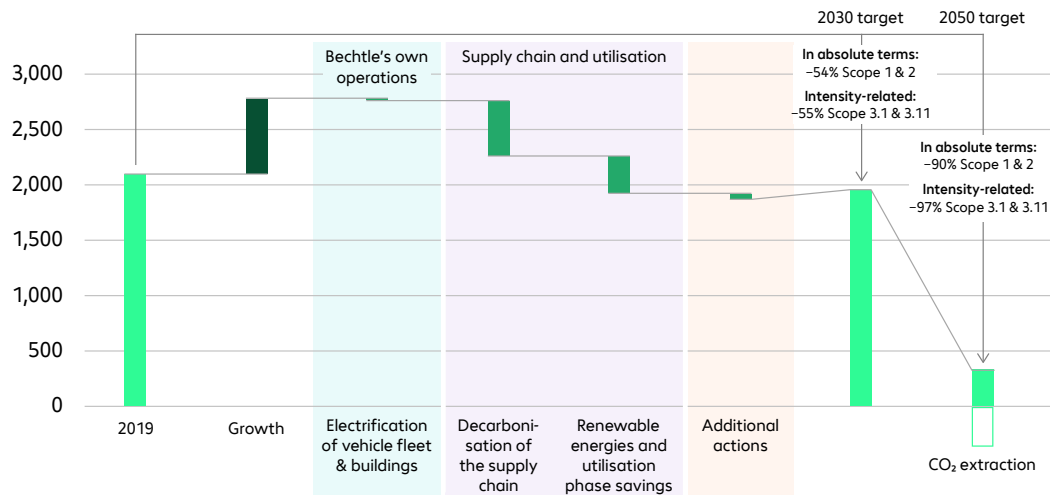 2030 target
2050 target
Bechtle's own
operations
Supply chain and utilisation
In absolute terms:
–54% Scope 1 & 2
Intensity-related:
–55% Scope 3.1 & 3.11
In absolute terms:
–90% Scope 1 & 2
Intensity-related:
–97% Scope 3.1 & 3.11
3,000
2,500
2,000
1,500
1,000
500
0
2019
Growth
Electrification
of vehicle fleet
& buildings
Decarboni-
sation of
the supply
chain
Renewable
energies and
utilisation
phase savings
Additional
actions
CO₂ extraction